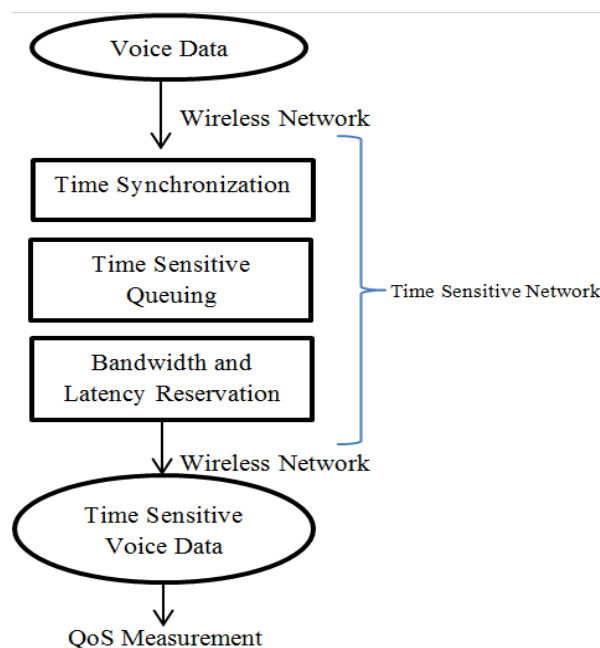 Voice Data
Wireless Network
Time Synchronization
Time Sensitive
Queuing
Time Sensitive Network
Bandwidth and
Latency Reservation
Wireless Network
Time Sensitive
Voice Data
QoS Measurement